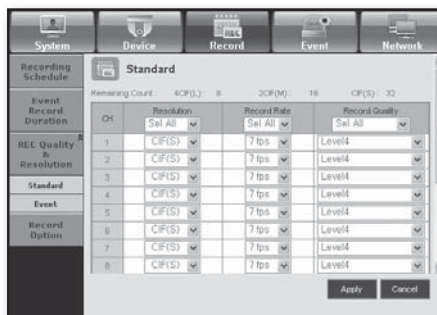 REC
System Device Record Event Network
Recording
Schedule
Event
Record
Duration
REC Quality
&
Resolution
Standard
Event
Record
Option
Standard
Remaining Count : 4CIF(L) : 8 . 2CIF(M) : 16 CIF(S) : 32
CH Resolution Record Rate Record Quality
Sel All Sel All Sel All
1 CIF(S) 7 fps Level4
2 CIF(S) 7 fps Level4
3 CIF(S) 7 fps Level4
4 CIF(S) 7 fps Level4
5 CIF(S) 7 fps Level4
6 CIF(S) 7 fps Level4
7 CIF(S) 7 fps Level4
8 CIF(S) 7 fps Level4
Apply Cancel